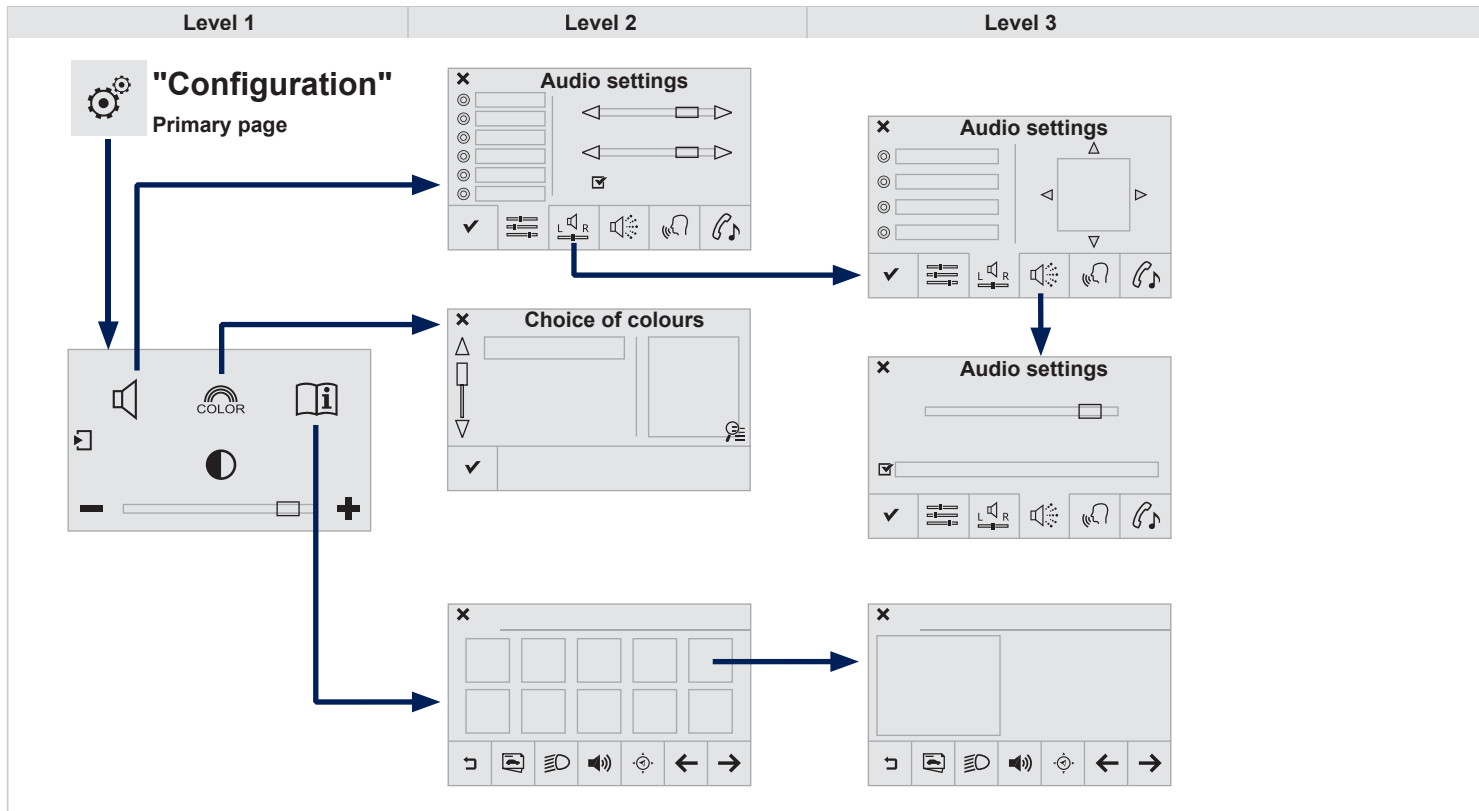 Level 1
Level 2
Level 3
"Configuration"
Primary page
Audio settings
L R
Audio settings
L R
COLOR
i
Choice of colours
Audio settings
L R